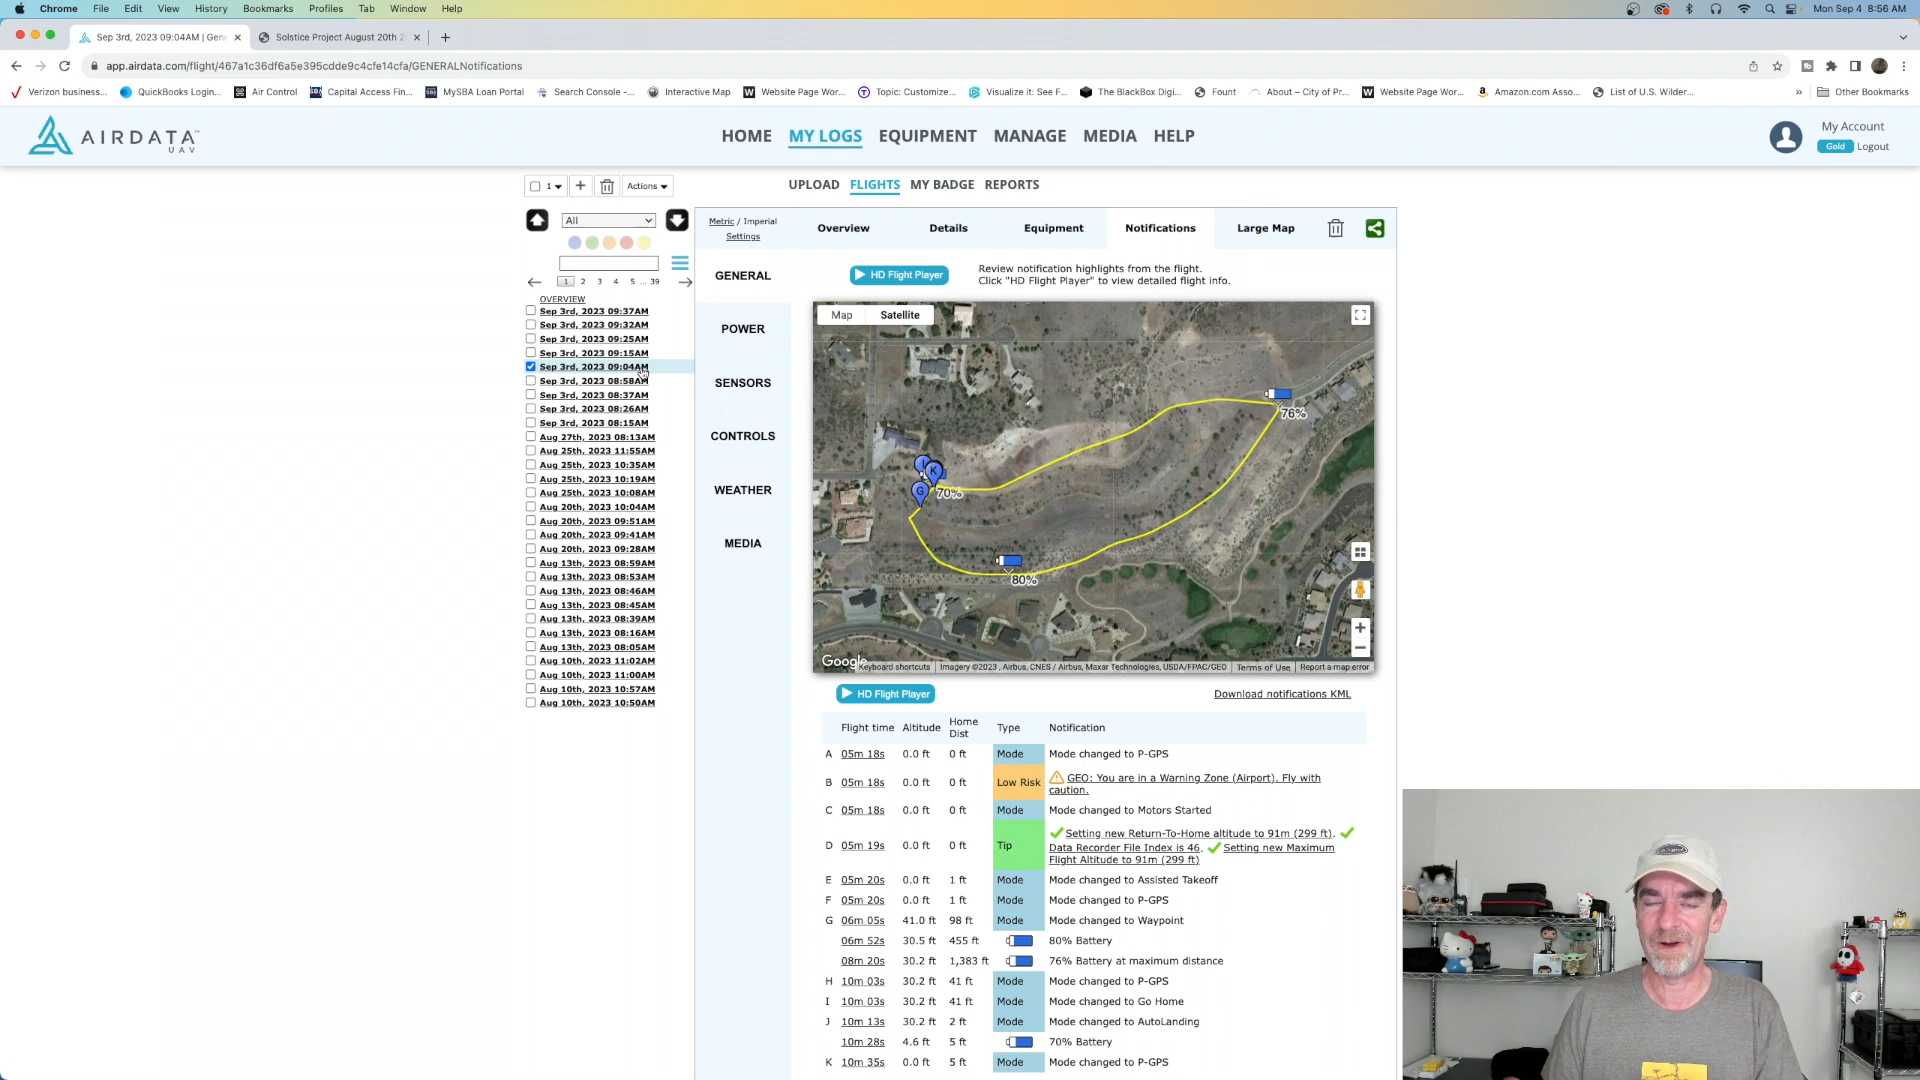 Chrome File Edit View History Bookmarks Profiles Tab Window Help Mon Sep 4 8:56 AM
Sep 3rd, 2023 09:04AM | Gen Solstice Project August 20th 2
app.airdata.com/flight/467a1c36df6a5e395cdde9c4cfe14cfa/GENERALNotifications
Verizon business... QuickBooks Login... Air Control Capital Access Fin... MySBA Loan Portal Search Console -... Interactive Map Website Page Wor... Topic: Customize... Visualize it: See F... The BlackBox Digi... Fount About – City of Pr... Website Page Wor... Amazon.com Asso... List of U.S. Wilder... » Other Bookmarks
AIRDATA UAV
HOME MY LOGS EQUIPMENT MANAGE MEDIA HELP
My Account
Gold Logout
1 + Actions
UPLOAD FLIGHTS MY BADGE REPORTS
All
1 2 3 4 5 ... 39
OVERVIEW
Sep 3rd, 2023 09:37AM
Sep 3rd, 2023 09:32AM
Sep 3rd, 2023 09:25AM
Sep 3rd, 2023 09:15AM
Sep 3rd, 2023 09:04AM
Sep 3rd, 2023 08:58AM
Sep 3rd, 2023 08:37AM
Sep 3rd, 2023 08:26AM
Sep 3rd, 2023 08:15AM
Aug 27th, 2023 08:13AM
Aug 25th, 2023 11:55AM
Aug 25th, 2023 10:35AM
Aug 25th, 2023 10:19AM
Aug 25th, 2023 10:08AM
Aug 20th, 2023 10:04AM
Aug 20th, 2023 09:51AM
Aug 20th, 2023 09:41AM
Aug 20th, 2023 09:28AM
Aug 13th, 2023 08:59AM
Aug 13th, 2023 08:53AM
Aug 13th, 2023 08:46AM
Aug 13th, 2023 08:45AM
Aug 13th, 2023 08:39AM
Aug 13th, 2023 08:16AM
Aug 13th, 2023 08:05AM
Aug 10th, 2023 11:02AM
Aug 10th, 2023 11:00AM
Aug 10th, 2023 10:57AM
Aug 10th, 2023 10:50AM
Metric / Imperial
Settings
Overview Details Equipment Notifications Large Map
GENERAL
POWER
SENSORS
CONTROLS
WEATHER
MEDIA
HD Flight Player
Review notification highlights from the flight.
Click "HD Flight Player" to view detailed flight info.
Map Satellite
76%
I K
G 70%
80%
Google Keyboard shortcuts Imagery ©2023 , Airbus, CNES / Airbus, Maxar Technologies, USDA/FPAC/GEO Terms of Use Report a map error
HD Flight Player Download notifications KML
Flight time Altitude Home Dist Type Notification
A 05m 18s 0.0 ft 0 ft Mode Mode changed to P-GPS
B 05m 18s 0.0 ft 0 ft Low Risk GEO: You are in a Warning Zone (Airport). Fly with
caution.
C 05m 18s 0.0 ft 0 ft Mode Mode changed to Motors Started
D 05m 19s 0.0 ft 0 ft Tip Setting new Return-To-Home altitude to 91m (299 ft).
Data Recorder File Index is 46. Setting new Maximum
Flight Altitude to 91m (299 ft)
E 05m 20s 0.0 ft 1 ft Mode Mode changed to Assisted Takeoff
F 05m 20s 0.0 ft 1 ft Mode Mode changed to P-GPS
G 06m 05s 41.0 ft 98 ft Mode Mode changed to Waypoint
06m 52s 30.5 ft 455 ft 80% Battery
08m 20s 30.2 ft 1,383 ft 76% Battery at maximum distance
H 10m 03s 30.2 ft 41 ft Mode Mode changed to P-GPS
I 10m 03s 30.2 ft 41 ft Mode Mode changed to Go Home
J 10m 13s 30.2 ft 2 ft Mode Mode changed to AutoLanding
10m 28s 4.6 ft 5 ft 70% Battery
K 10m 35s 0.0 ft 5 ft Mode Mode changed to P-GPS